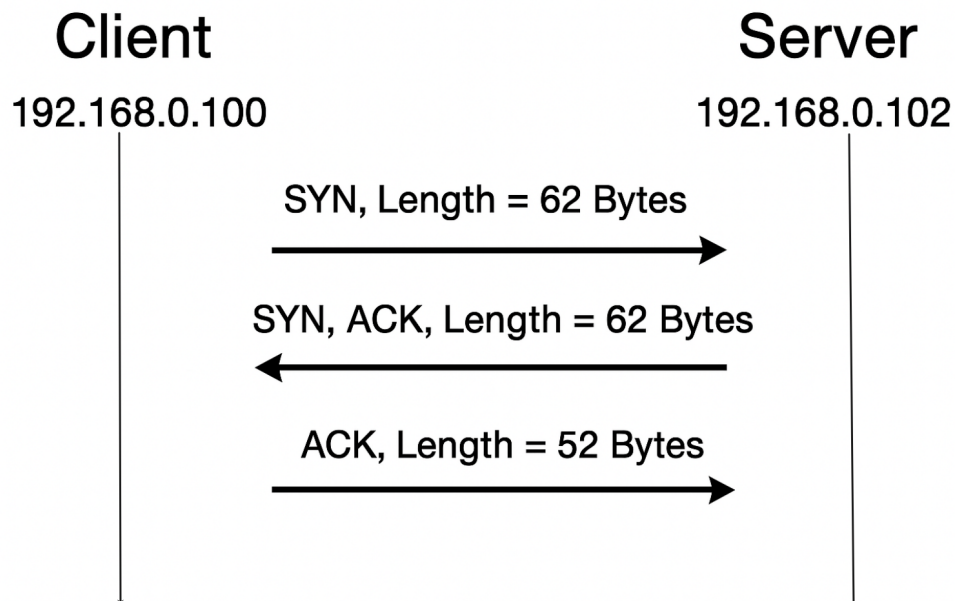 Client
Server
192.168.0.100
192.168.0.102
SYN, Length = 62 Bytes
SYN, ACK, Length = 62 Bytes
ACK, Length = 52 Bytes